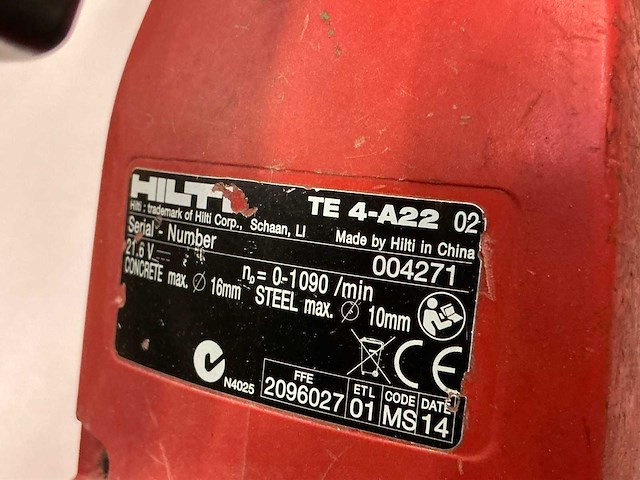 HILTI TE 4-A22 02
Hilti : trademark of Hilti Corp., Schaan, LI Made by Hilti in China
Serial - Number 004271
21.6 V n₀ = 0-1090 /min
CONCRETE max. ∅ 16mm STEEL max. ∅ 10mm
CE
N4025
FFE ETL CODE DATE
2096027 01 MS 14